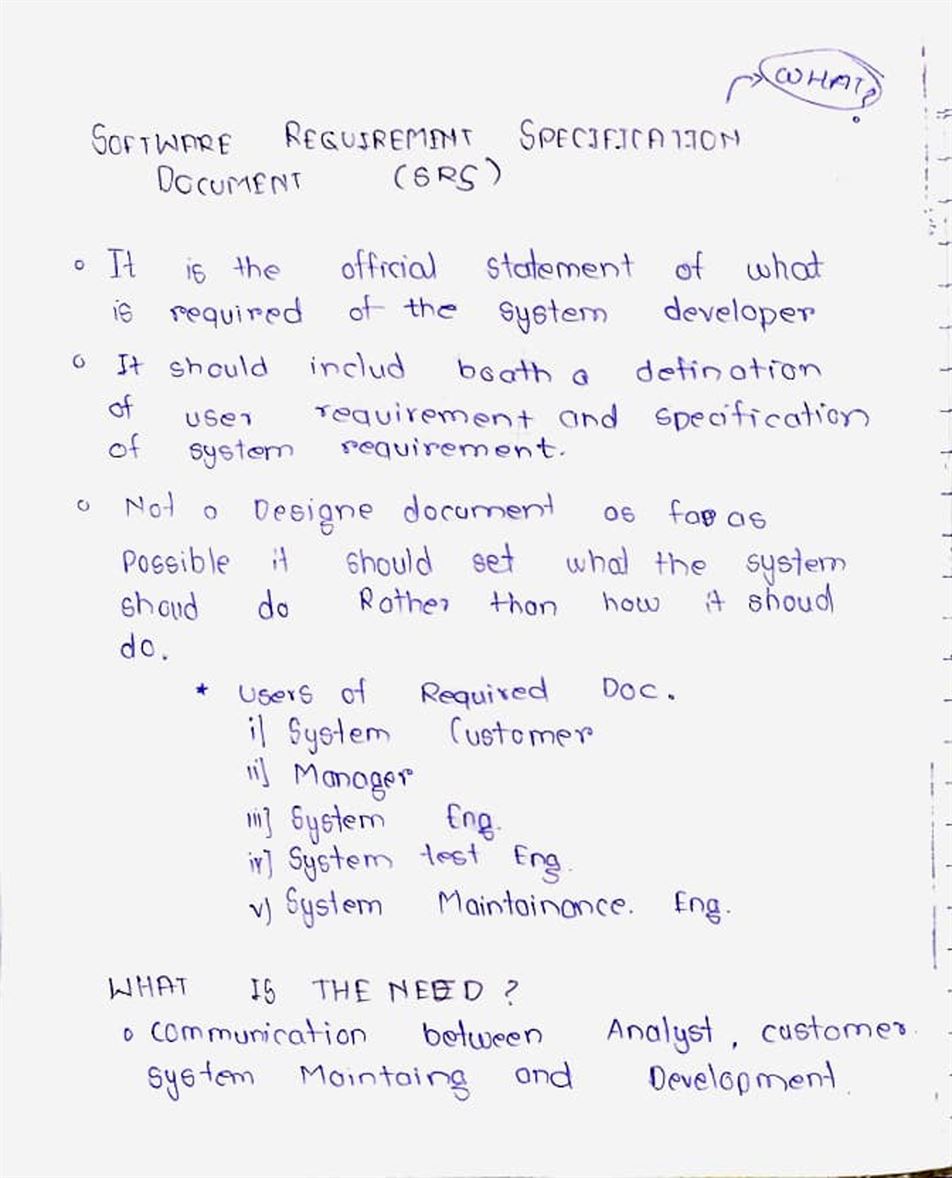 WHAT?
SOFTWARE REQUIREMENT SPECIFICATION
DOCUMENT (SRS)
It is the official statement of what
is required of the system developer
It should includ boath a defination
of user requirement and specification
of system requirement.
Not a Designe document as far as
Possible it should set what the system
shoud do Rather than how it shoud
do.
* Users of Required Doc.
i] System Customer
ii] Manager
iii] System Eng.
iv] System test Eng.
v) System Maintainance. Eng.
WHAT IS THE NEED ?
communication between Analyst, customer.
system Maintaing and Development.